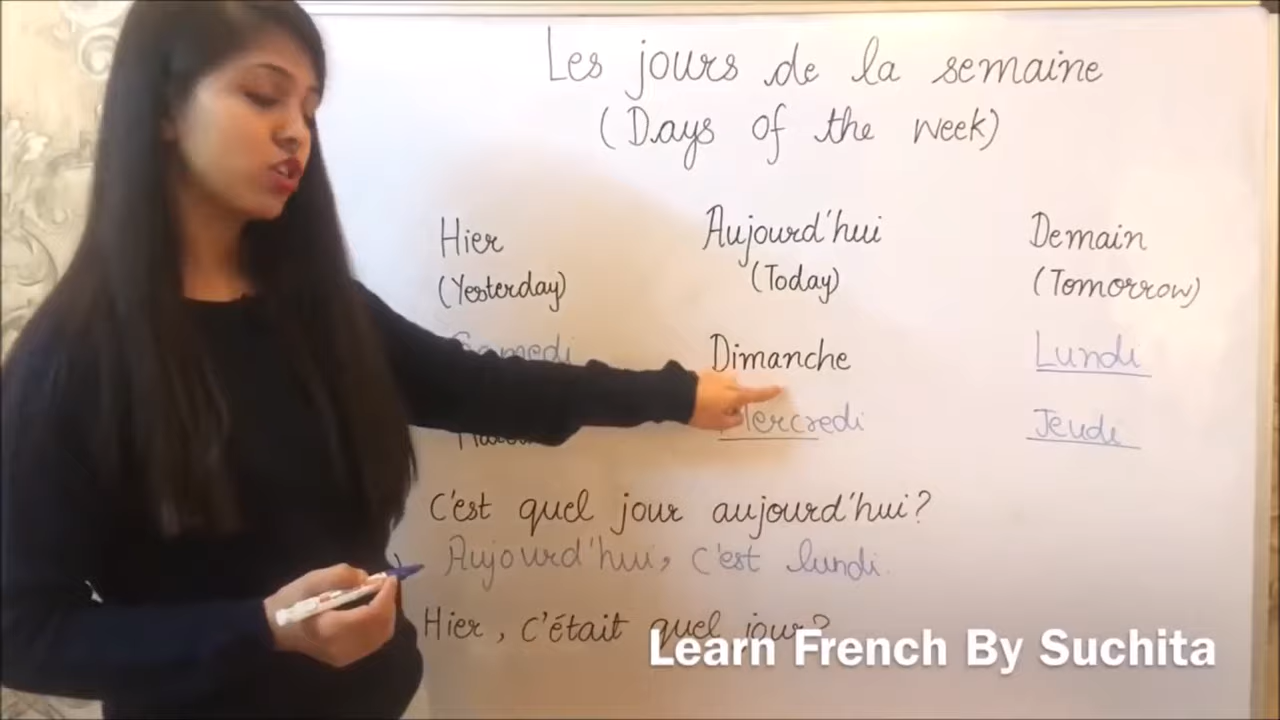 Les jours de la semaine
(Days of the week)
Hier Aujourd'hui Demain
(Yesterday) (Today) (Tomorrow)
Samedi Dimanche Lundi
Mercredi Jeudi
C'est quel jour aujourd'hui?
Aujourd'hui, c'est lundi.
Hier, c'était quel jour?
Learn French By Suchita